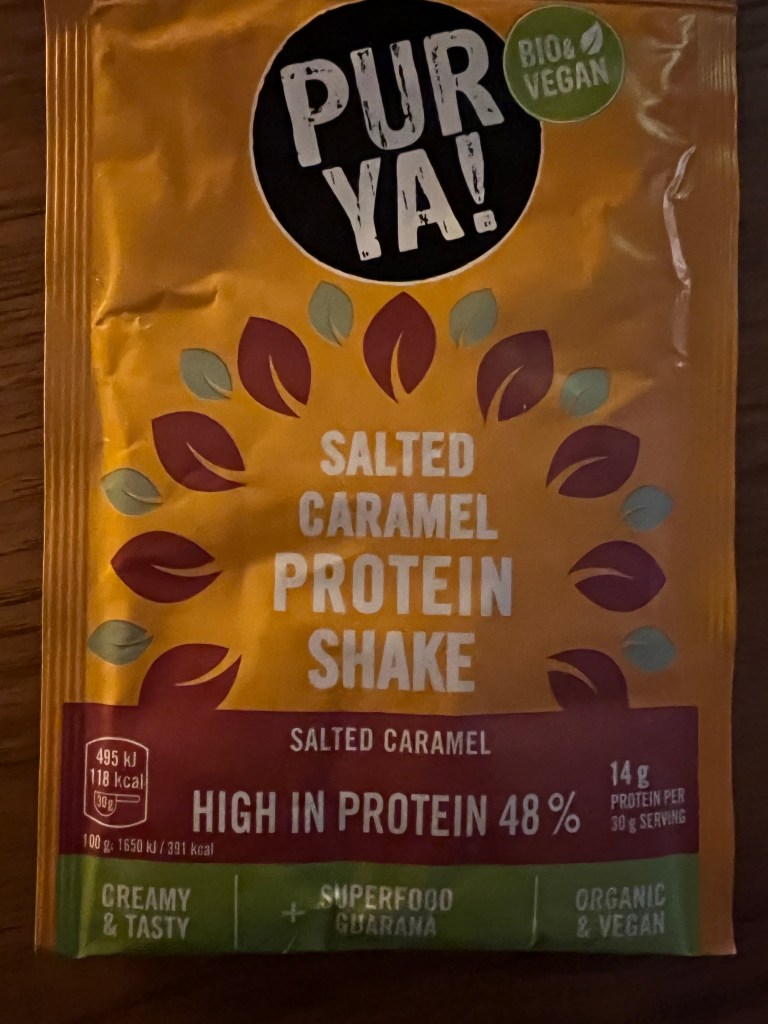 PUR
YA!
BIO &
VEGAN
SALTED
CARAMEL
PROTEIN
SHAKE
SALTED CARAMEL
495 kJ
118 kcal
30g
100 g: 1650 kJ / 391 kcal
HIGH IN PROTEIN 48 %
14 g
PROTEIN PER
30 g SERVING
CREAMY
& TASTY
+ SUPERFOOD
GUARANA
ORGANIC
& VEGAN